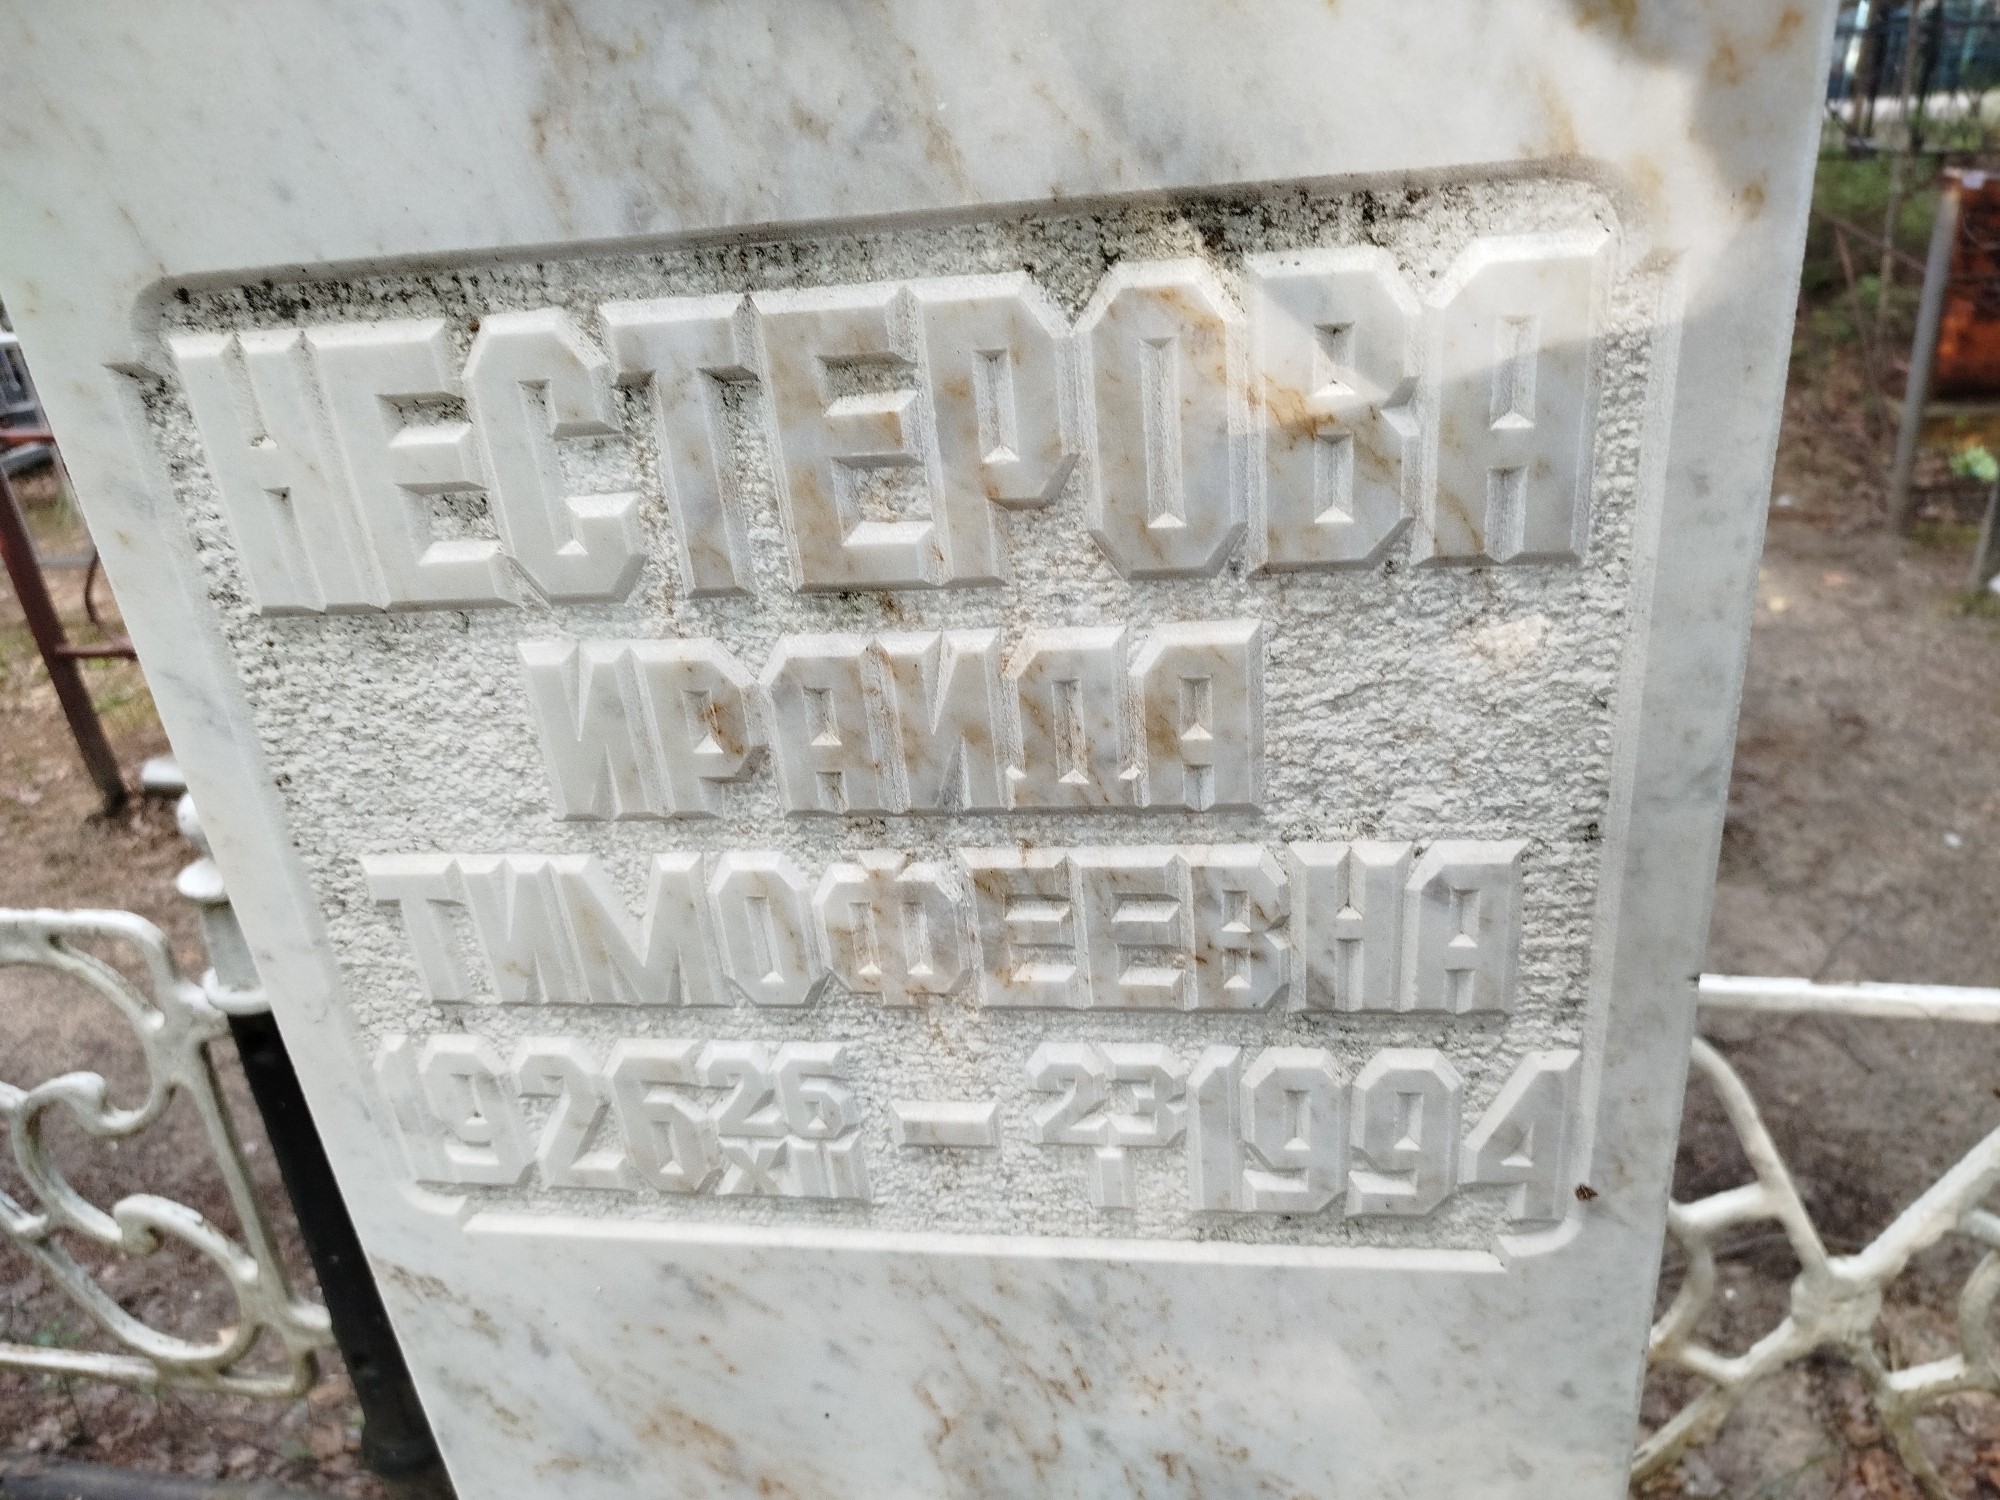 НЕСТЕРОВА
ИРАИДА
ТИМОФЕЕВНА
1926 26/XII – 23/I 1994